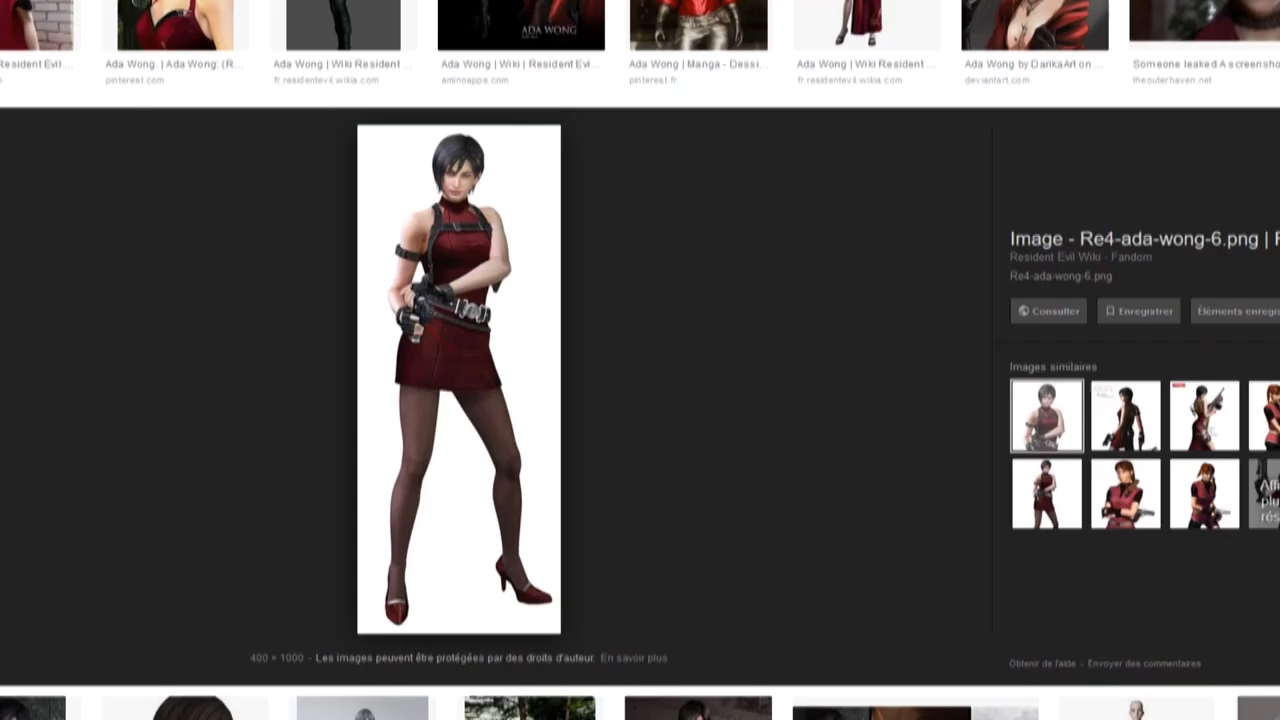 ADA WONG
Resident Evil ...
Ada Wong. | Ada Wong: (R...
Ada Wong | Wiki Resident ...
Ada Wong | Wiki | Resident Evi...
Ada Wong | Manga - Dessi...
Ada Wong | Wiki Resident ...
Ada Wong by DarikaArt on ...
Someone leaked A screensho
pinterest.com
fr.residentevil.wikia.com
aminoapps.com
pinterest.fr
fr.residentevil.wikia.com
deviantart.com
theouterhaven.net
Image - Re4-ada-wong-6.png |
Resident Evil Wiki - Fandom
Re4-ada-wong-6.png
Consulter
Enregistrer
Éléments enregis
Images similaires
Affi
plu
rés
400 × 1000 - Les images peuvent être protégées par des droits d'auteur. En savoir plus
Obtenir de l'aide - Envoyer des commentaires